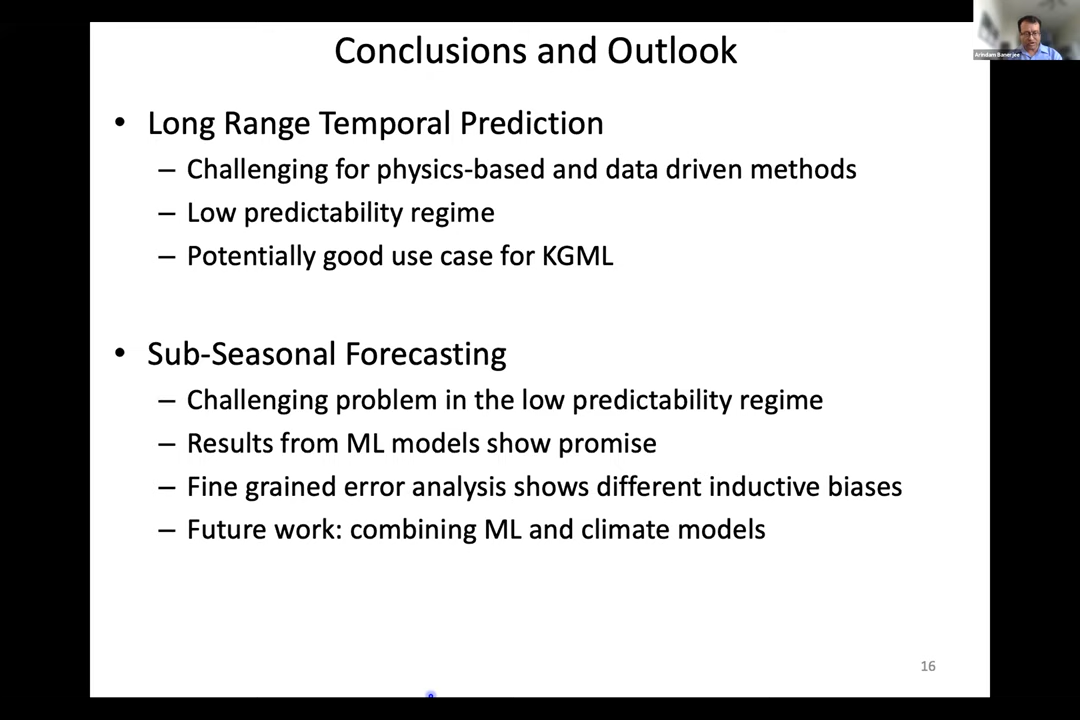 Conclusions and Outlook
Arindam Banerjee
• Long Range Temporal Prediction
– Challenging for physics-based and data driven methods
– Low predictability regime
– Potentially good use case for KGML
• Sub-Seasonal Forecasting
– Challenging problem in the low predictability regime
– Results from ML models show promise
– Fine grained error analysis shows different inductive biases
– Future work: combining ML and climate models
16